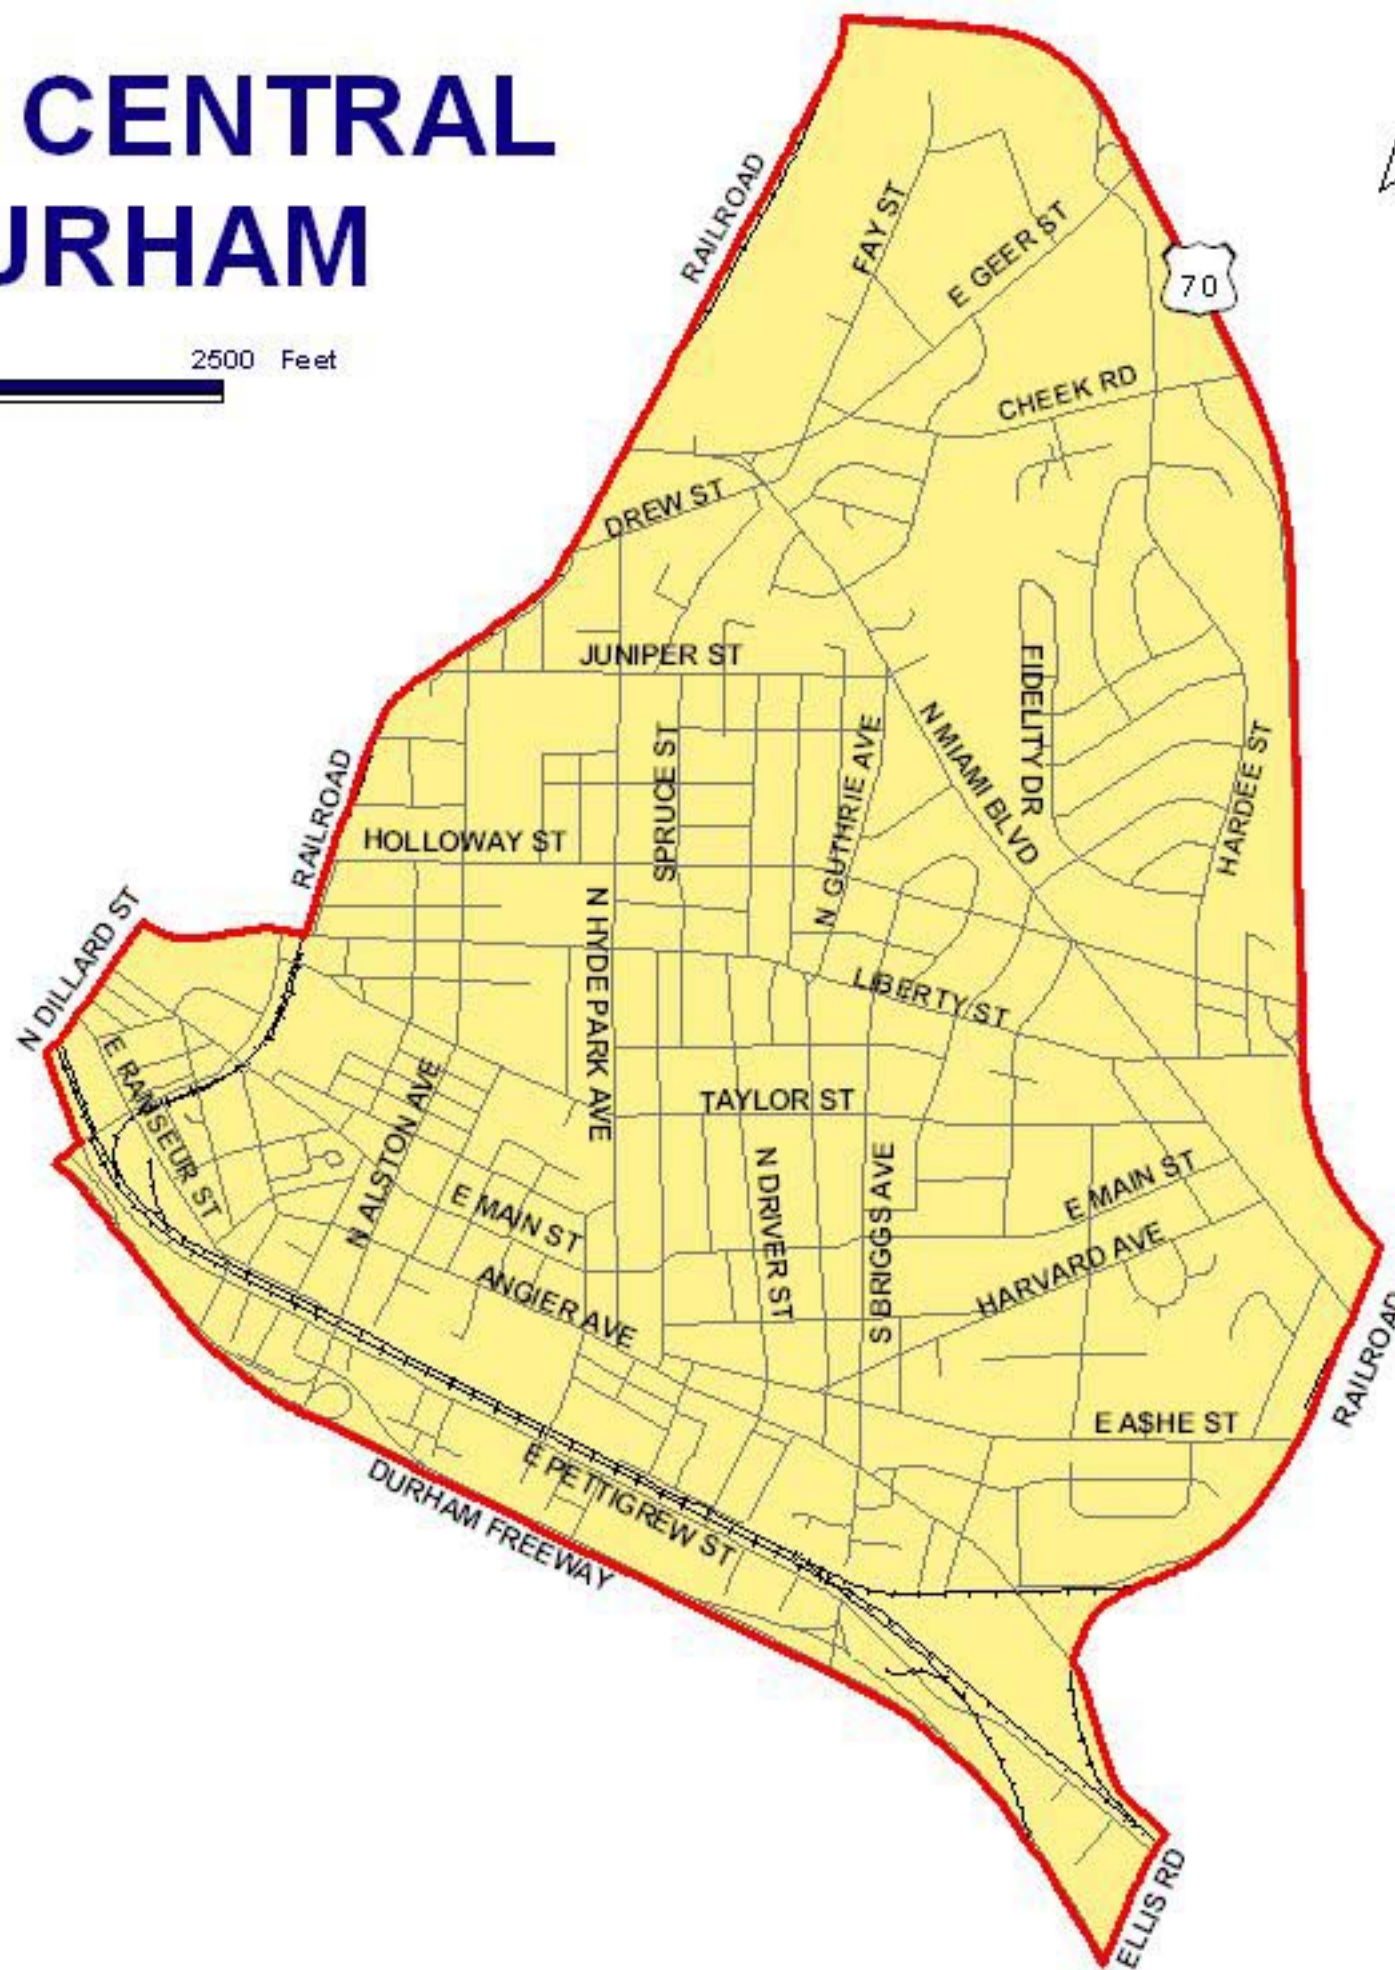 CENTRAL
URHAM
2500 Feet
RAILROAD
FAY ST
E GEER ST
70
CHEEK RD
DREW ST
JUNIPER ST
FIDELITY DR
N MIAMI BLVD
SPRUCE ST
N GUTHRIE AVE
HARDEE ST
RAILROAD
HOLLOWAY ST
N DILLARD ST
N HYDE PARK AVE
LIBERTY ST
E RAMSEUR ST
N ALSTON AVE
TAYLOR ST
N DRIVER ST
S BRIGGS AVE
E MAIN ST
E MAIN ST
HARVARD AVE
ANGIER AVE
RAILROAD
E ASHE ST
E PETTIGREW ST
DURHAM FREEWAY
ELLIS RD